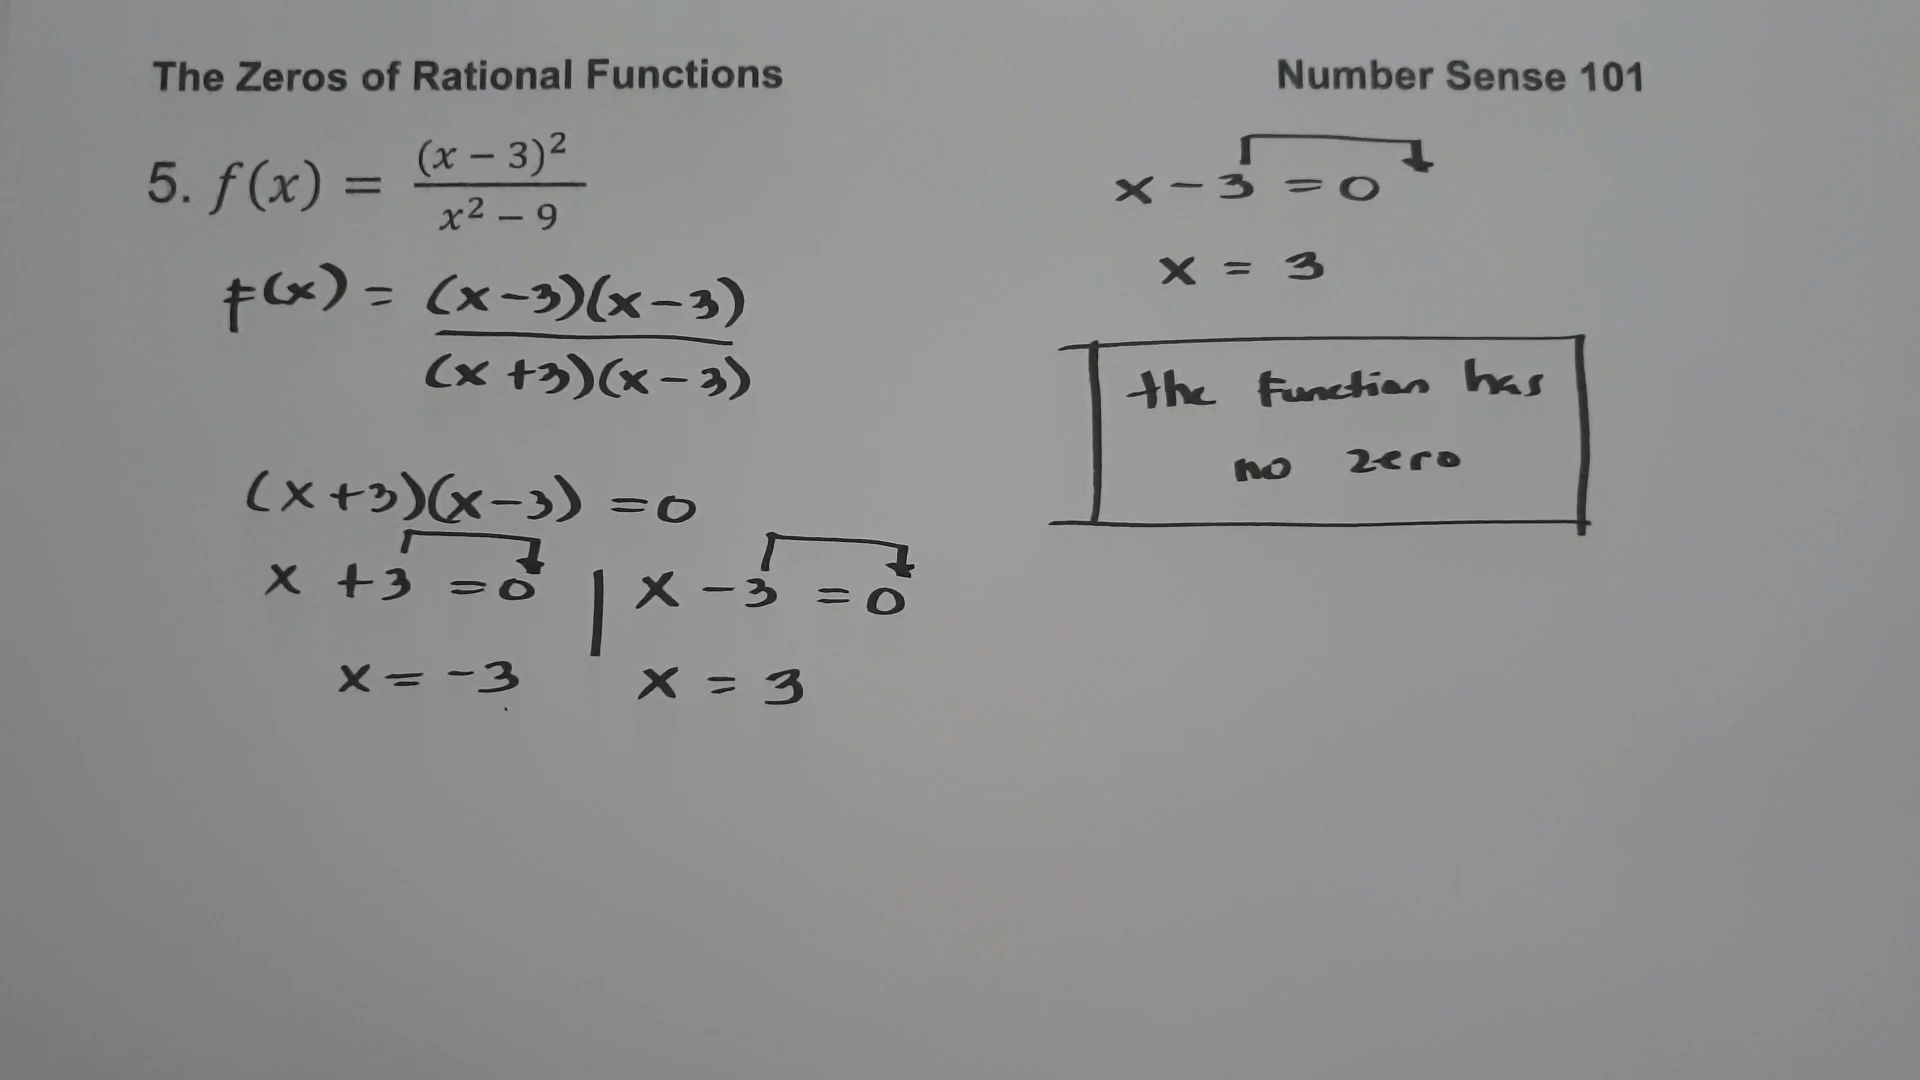 The Zeros of Rational Functions
Number Sense 101
5. f(x) = (x − 3)² / x² − 9
f(x) = (x−3)(x−3) / (x+3)(x−3)
(x+3)(x−3) = 0
x + 3 = 0 | x − 3 = 0
x = −3 x = 3
x − 3 = 0
x = 3
the function has
no zero